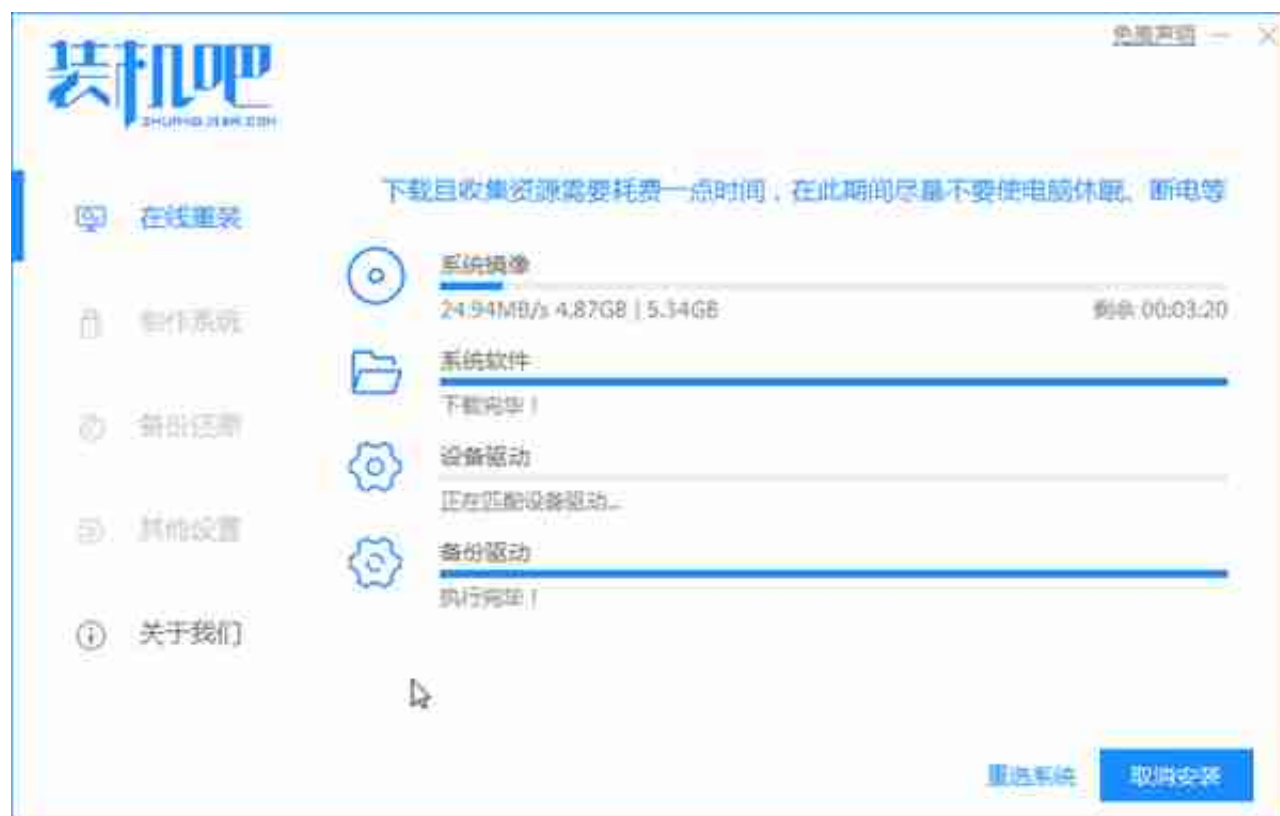 免责声明
装机吧
ZHUANGJIBA.COM
下载且收集资源需要耗费一点时间，在此期间尽量不要使电脑休眠、断电等
在线重装
系统镜像
24.94MB/s 4.87GB | 5.34GB
剩余 00:03:20
制作系统
系统软件
下载完毕！
备份还原
设备驱动
正在匹配设备驱动...
其他设置
备份驱动
执行完毕！
关于我们
重选系统
取消安装